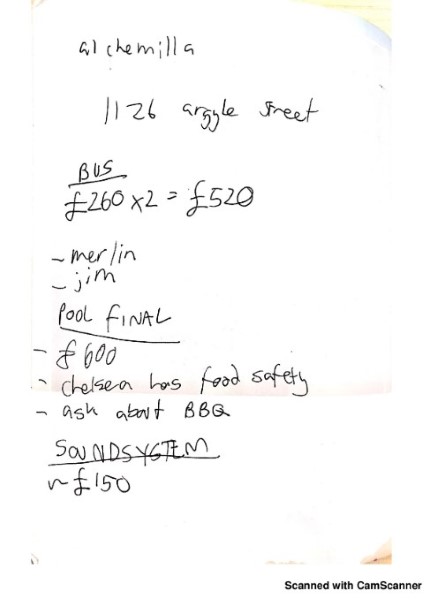 alchemilla
1126 argyle street
BUS
£260 x 2 = £520
- merlin
- jim
POOL FINAL
- £600
- chelsea has food safety
- ask about BBQ
SOUNDSYSTEM
~ £150
Scanned with CamScanner